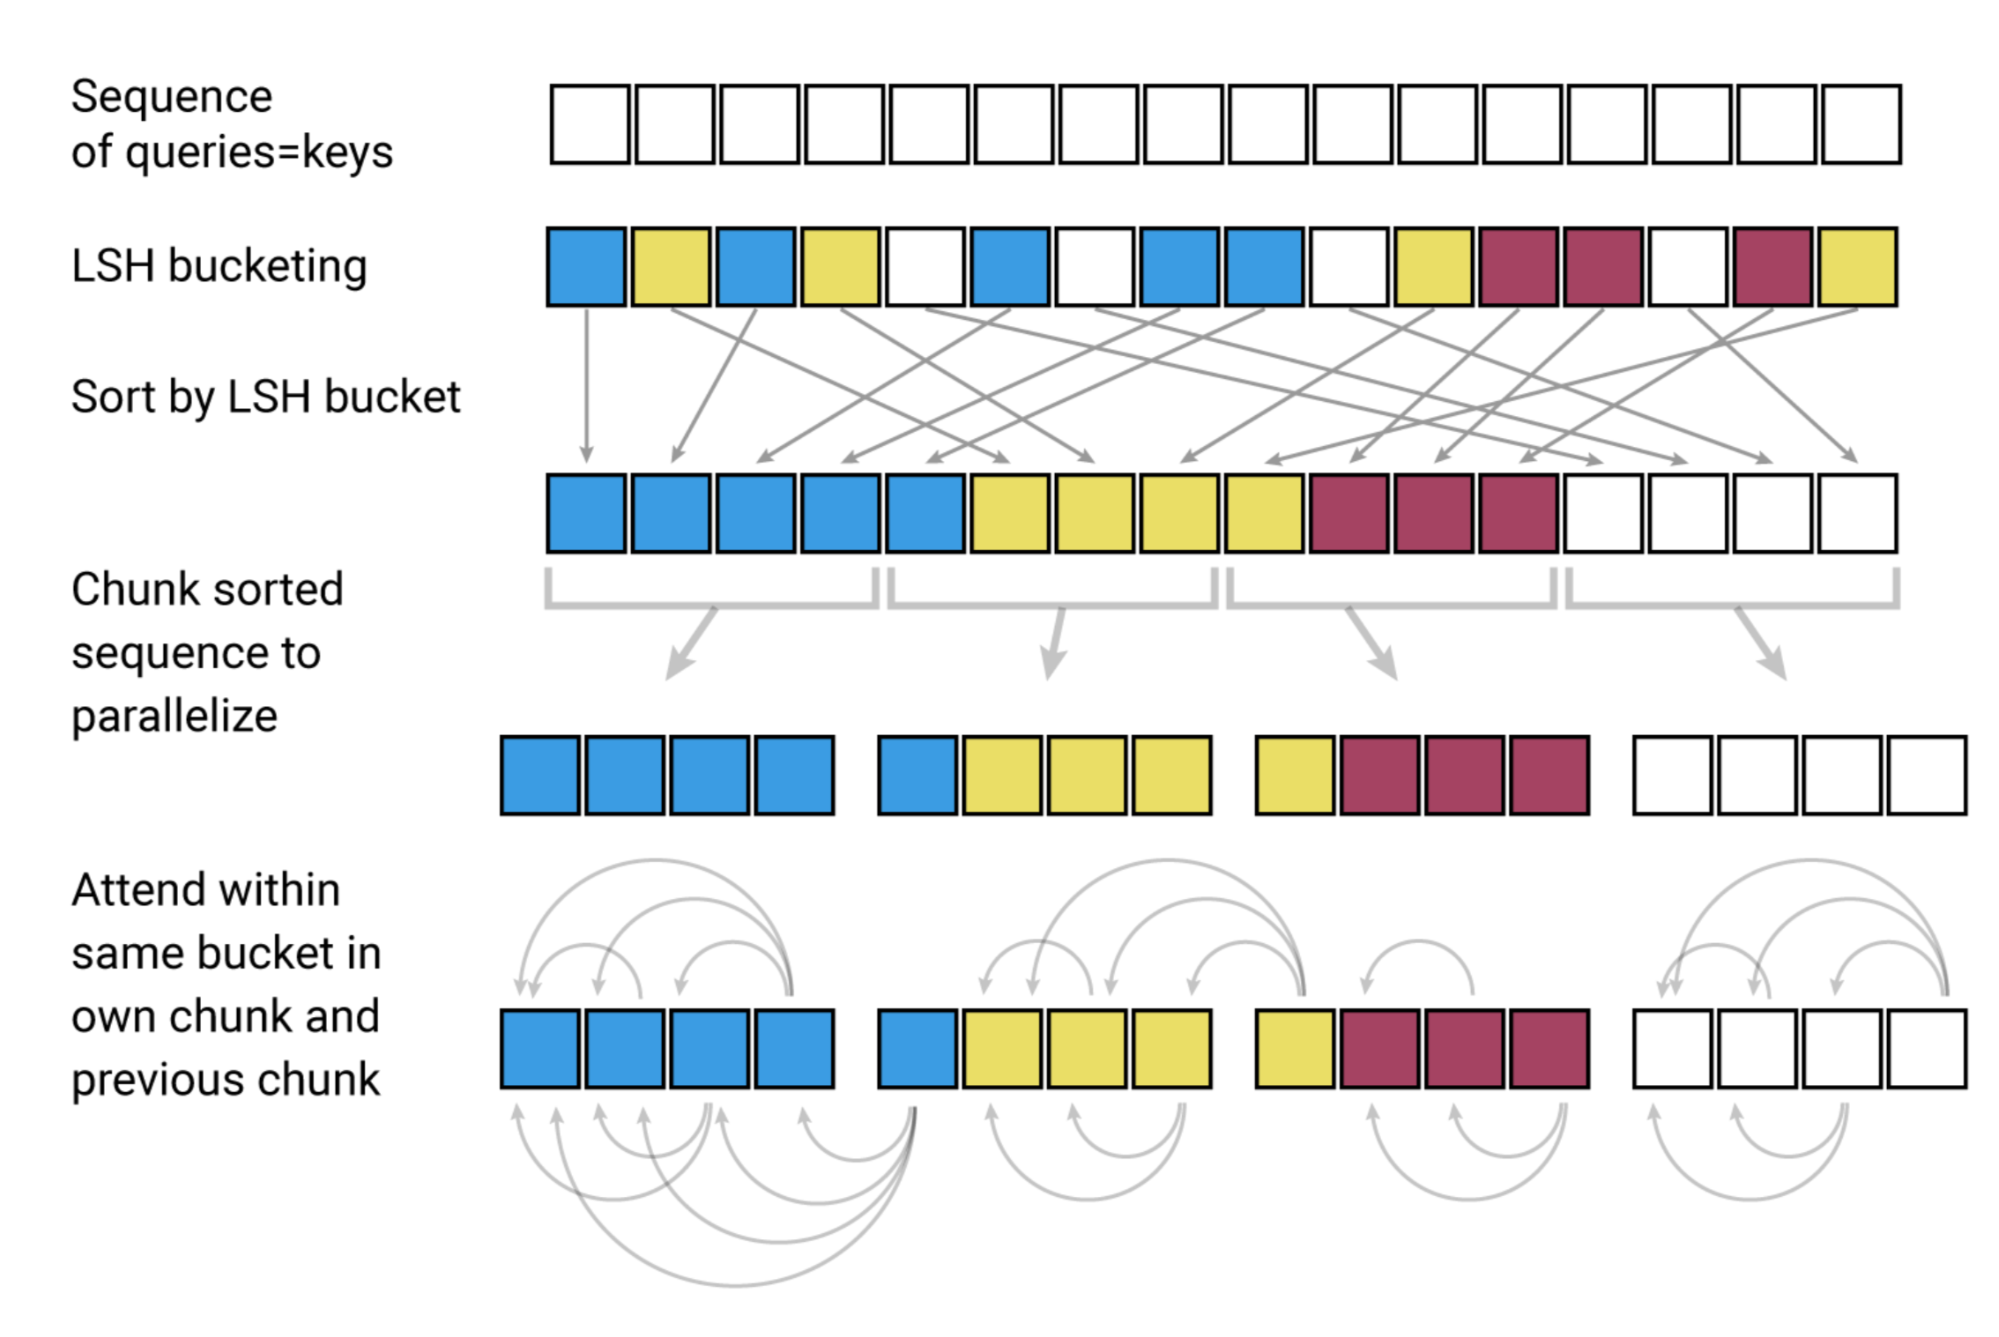 Sequence
of queries=keys
LSH bucketing
Sort by LSH bucket
Chunk sorted
sequence to
parallelize
Attend within
same bucket in
own chunk and
previous chunk